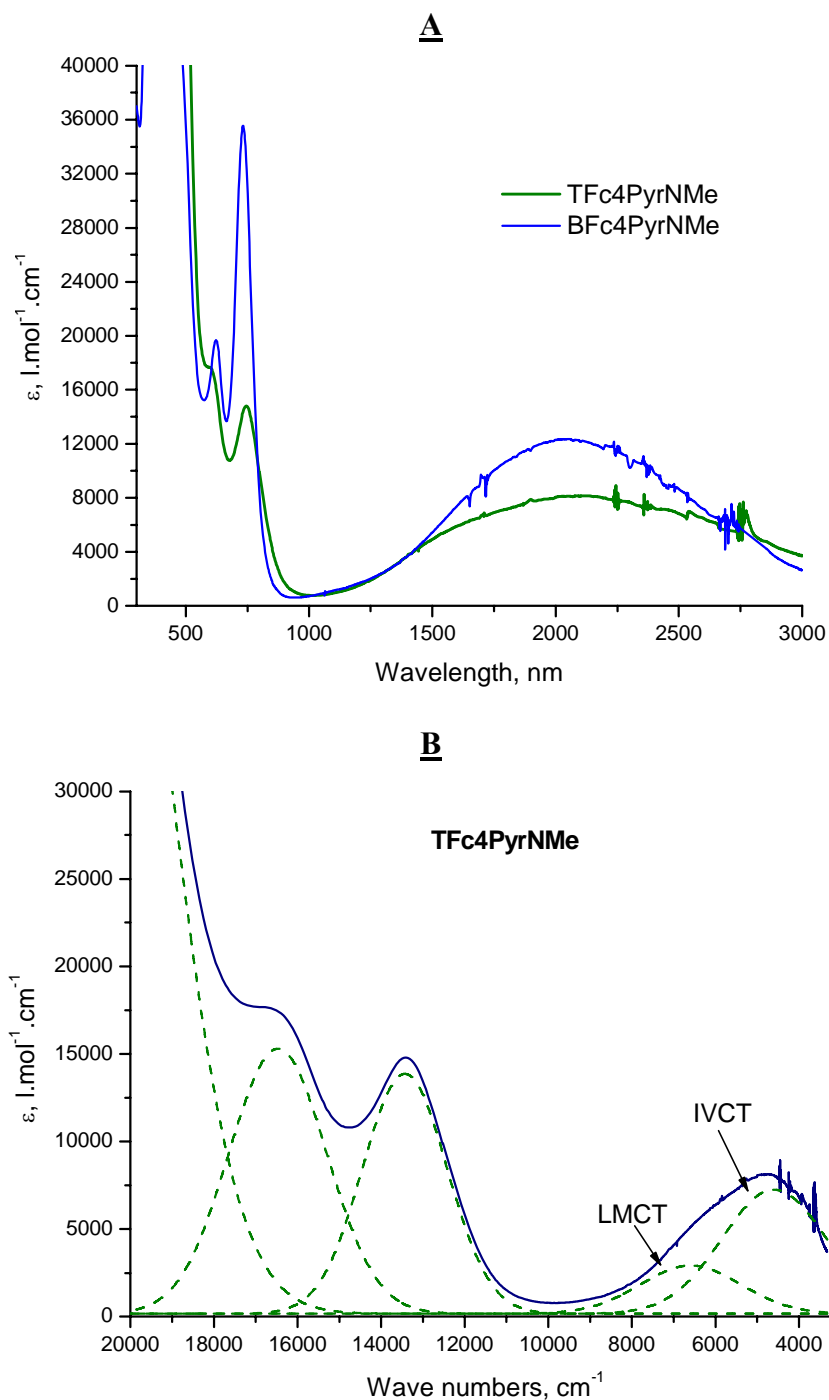 A
40000
36000
32000
28000
24000
20000
16000
12000
8000
4000
0
ε, l.mol⁻¹.cm⁻¹
TFc4PyrNMe
BFc4PyrNMe
500 1000 1500 2000 2500 3000
Wavelength, nm
B
30000
25000
20000
15000
10000
5000
0
ε, l.mol⁻¹.cm⁻¹
TFc4PyrNMe
IVCT
LMCT
20000 18000 16000 14000 12000 10000 8000 6000 4000
Wave numbers, cm⁻¹